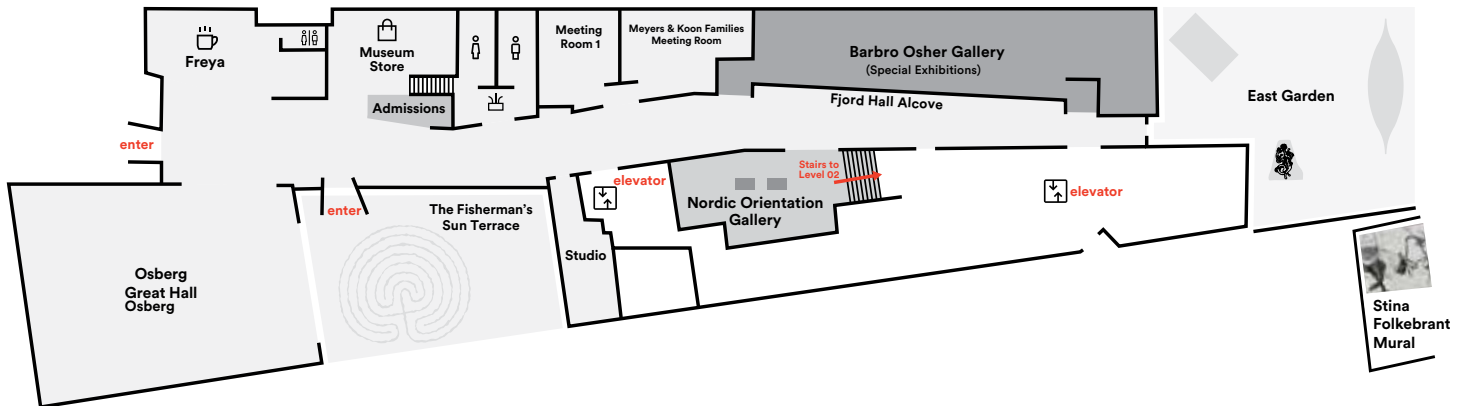 Freya
Museum
Store
Admissions
Meeting
Room 1
Meyers & Koon Families
Meeting Room
Barbro Osher Gallery
(Special Exhibitions)
Fjord Hall Alcove
East Garden
enter
enter
The Fisherman's
Sun Terrace
elevator
Stairs to
Level 02
Nordic Orientation
Gallery
elevator
Studio
Osberg
Great Hall
Osberg
Stina
Folkebrant
Mural